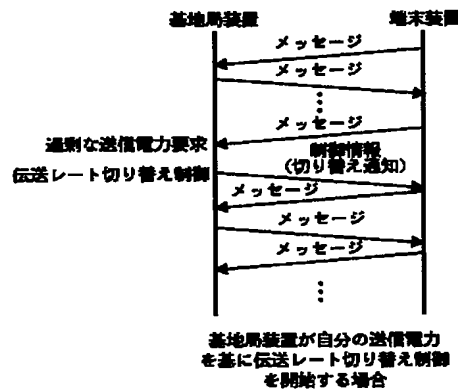 基地局装置
端末装置
メッセージ
メッセージ
メッセージ
過剰な送信電力要求
制御情報
(切り替え通知)
伝送レート切り替え制御
メッセージ
メッセージ
メッセージ
基地局装置が自分の送信電力
を基に伝送レート切り替え制御
を開始する場合